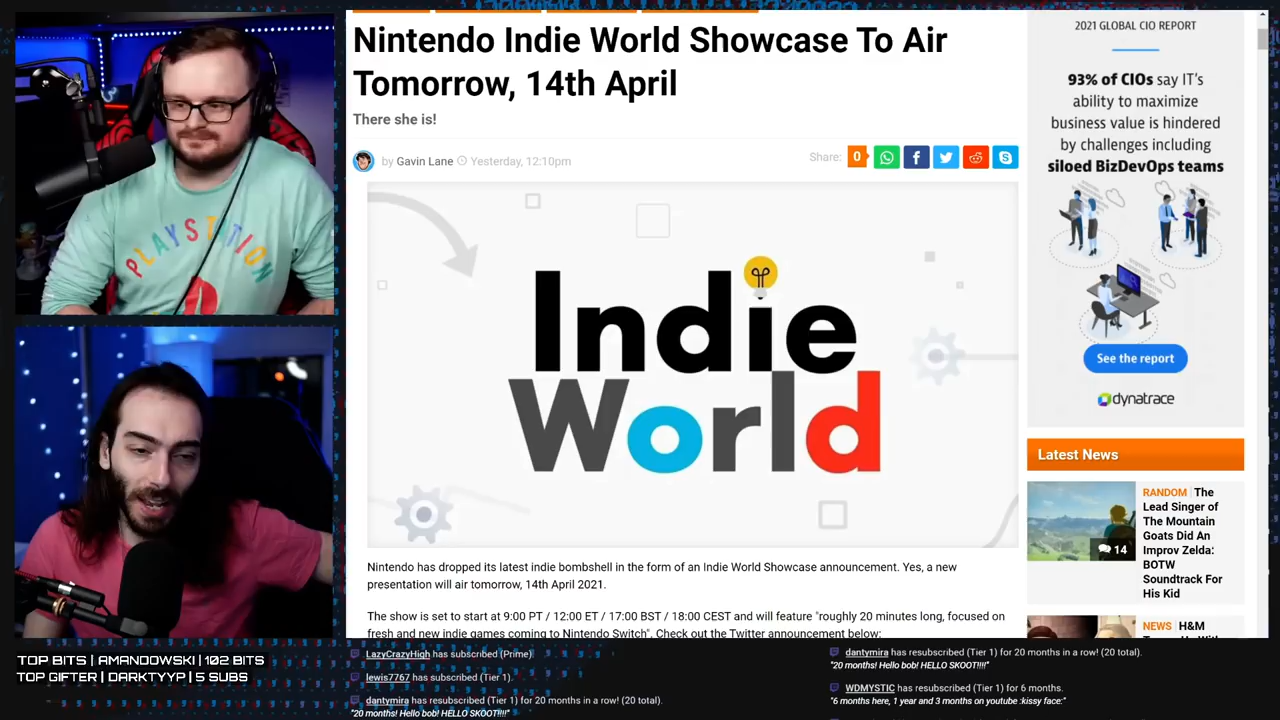 Nintendo Indie World Showcase To Air
Tomorrow, 14th April
There she is!
by Gavin Lane Yesterday, 12:10pm
Share: 0
Indie
World
Nintendo has dropped its latest indie bombshell in the form of an Indie World Showcase announcement. Yes, a new
presentation will air tomorrow, 14th April 2021.
The show is set to start at 9:00 PT / 12:00 ET / 17:00 BST / 18:00 CEST and will feature "roughly 20 minutes long, focused on
fresh and new indie games coming to Nintendo Switch". Check out the Twitter announcement below:
2021 GLOBAL CIO REPORT
93% of CIOs say IT's
ability to maximize
business value is hindered
by challenges including
siloed BizDevOps teams
See the report
dynatrace
Latest News
14
RANDOM The
Lead Singer of
The Mountain
Goats Did An
Improv Zelda:
BOTW
Soundtrack For
His Kid
NEWS H&M
PLAYSTATION
TOP BITS | AMANDOWSKI | 102 BITS
TOP GIFTER | DARKTYYP | 5 SUBS
LazyCrazyHigh has subscribed (Prime).
lewis7767 has subscribed (Tier 1).
dantymira has resubscribed (Tier 1) for 20 months in a row! (20 total).
"20 months! Hello bob! HELLO SKOOT!!!!"
dantymira has resubscribed (Tier 1) for 20 months in a row! (20 total).
"20 months! Hello bob! HELLO SKOOT!!!!"
WDMYSTIC has resubscribed (Tier 1) for 6 months.
"6 months here, 1 year and 3 months on youtube :kissy face:"